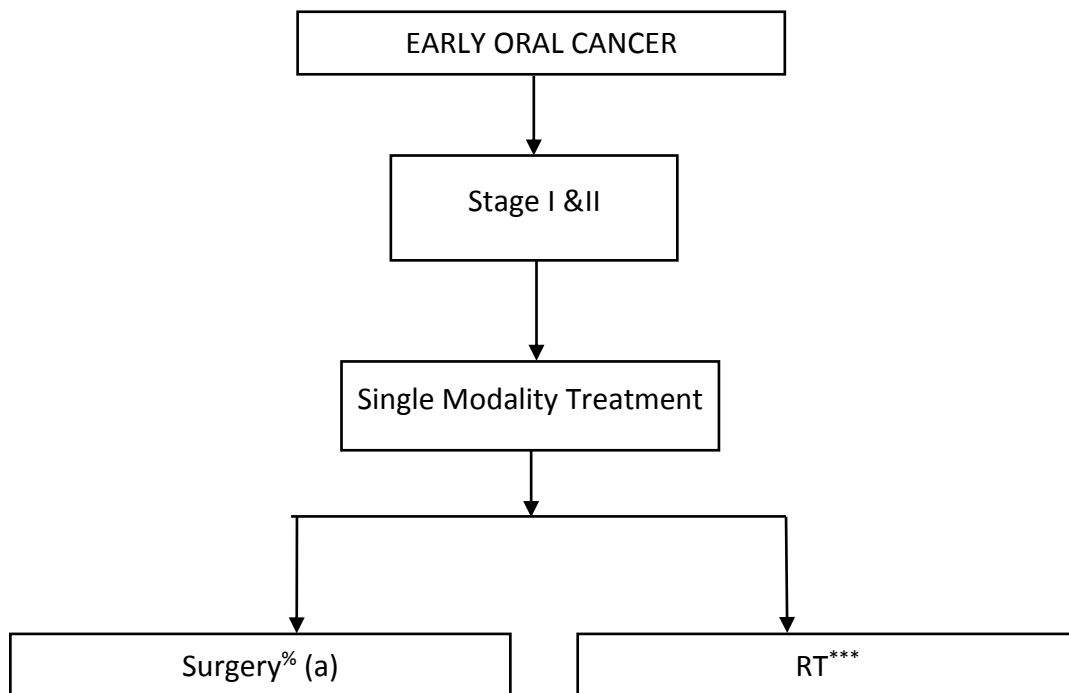 EARLY ORAL CANCER
Stage I &II
Single Modality Treatment
Surgery% (a)
RT***